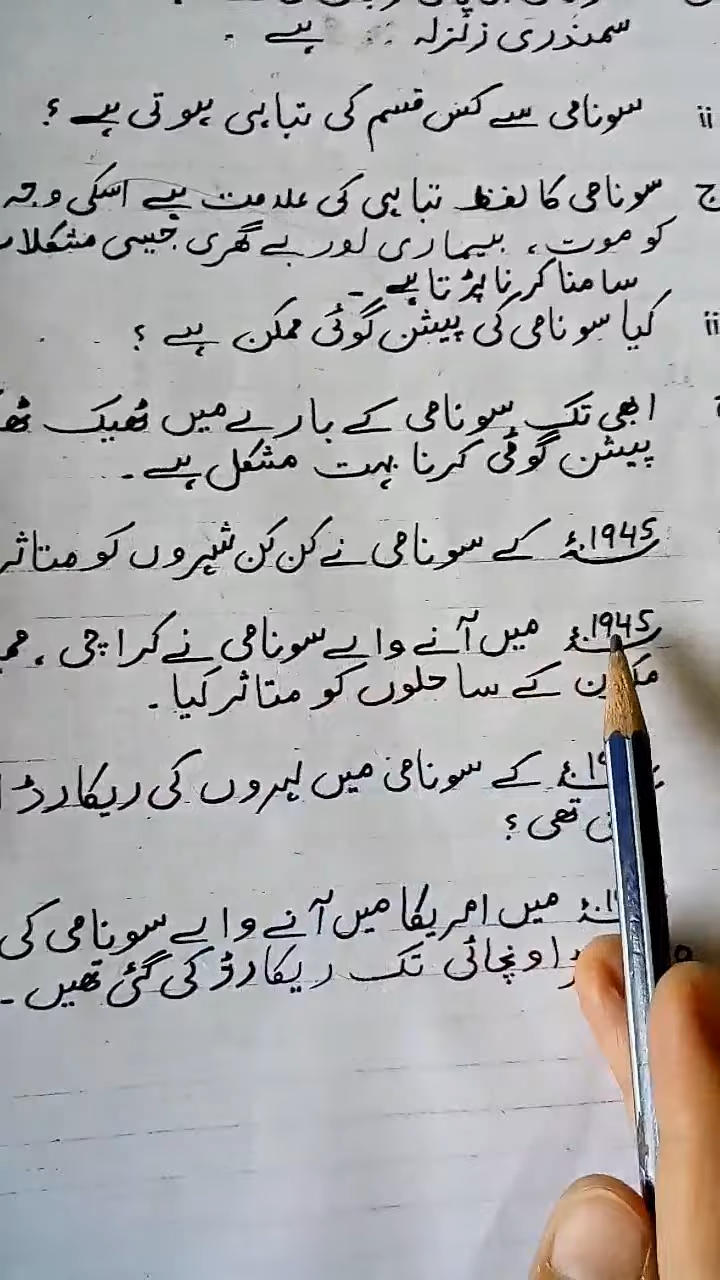 سمندری زلزلہ ہے ۔
ii سونامی سے کس قسم کی تباہی ہوتی ہے ؟
ج سونامی کا لفظ تباہی کی علامت ہے اسکی وجہ
کو موت، بیماری اور بے گھری جیسی مشکلات
سامنا کرنا پڑتا ہے ۔
کیا سونامی کی پیشن گوئی ممکن ہے ؟
ابھی تک سونامی کے بارے میں ٹھیک
پیشن گوئی کرنا بہت مشکل ہے ۔
1945ء کے سونامی نے کن کن شہروں کو متاثر
1945ء میں آنے والے سونامی نے کراچی ،
کے ساحلوں کو متاثر کیا ۔
کے سونامی میں لہروں کی ریکارڈ
تھی ؟
میں امریکا میں آنے والے سونامی کی
اونچائی تک ریکارڈ کی گئی تھیں ۔